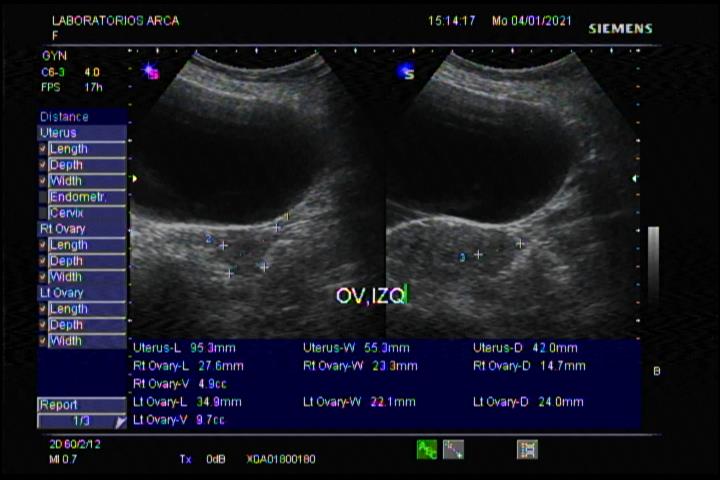 LABORATORIOS ARCA
F
15:14:17 Mo 04/01/2021
SIEMENS
GYN
C6-3 4.0
FPS 17h
S
S
Distance
Uterus
Length
Depth
Width
Endometr.
Cervix
Rt Ovary
Length
Depth
Width
Lt Ovary
Length
Depth
Width
1
2
3
OV,IZQ
Uterus-L 95.3mm Uterus-W 55.3mm Uterus-D 42.0mm
Rt Ovary-L 27.6mm Rt Ovary-W 23.3mm Rt Ovary-D 14.7mm
Rt Ovary-V 4.9cc
Lt Ovary-L 34.9mm Lt Ovary-W 22.1mm Lt Ovary-D 24.0mm
Lt Ovary-V 9.7cc
B
Report
1/3
2D 60/2/12
MI 0.7 Tx 0dB X0A01800180
ABC